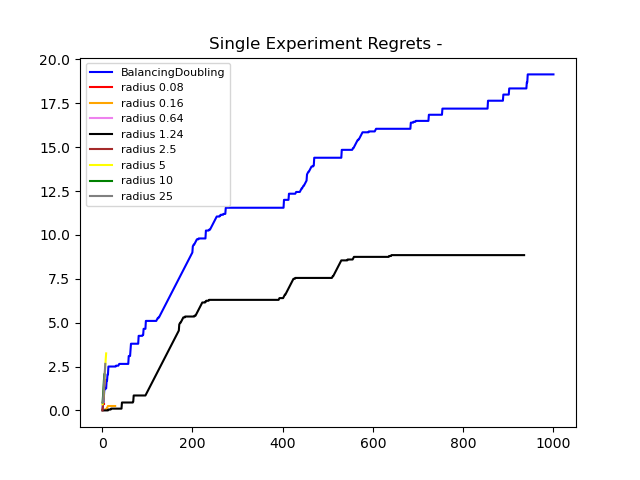 Single Experiment Regrets -
20.0
17.5
15.0
12.5
10.0
7.5
5.0
2.5
0.0
BalancingDoubling
radius 0.08
radius 0.16
radius 0.64
radius 1.24
radius 2.5
radius 5
radius 10
radius 25
0 200 400 600 800 1000